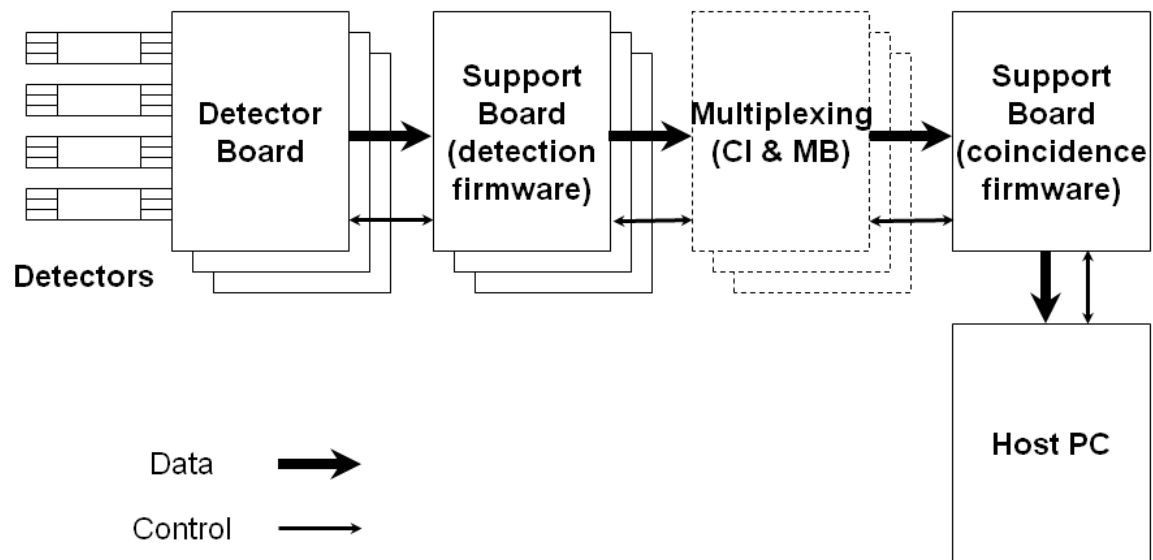 Detector
Board
Support
Board
(detection
firmware)
Multiplexing
(CI & MB)
Support
Board
(coincidence
firmware)
Detectors
Host PC
Data
Control